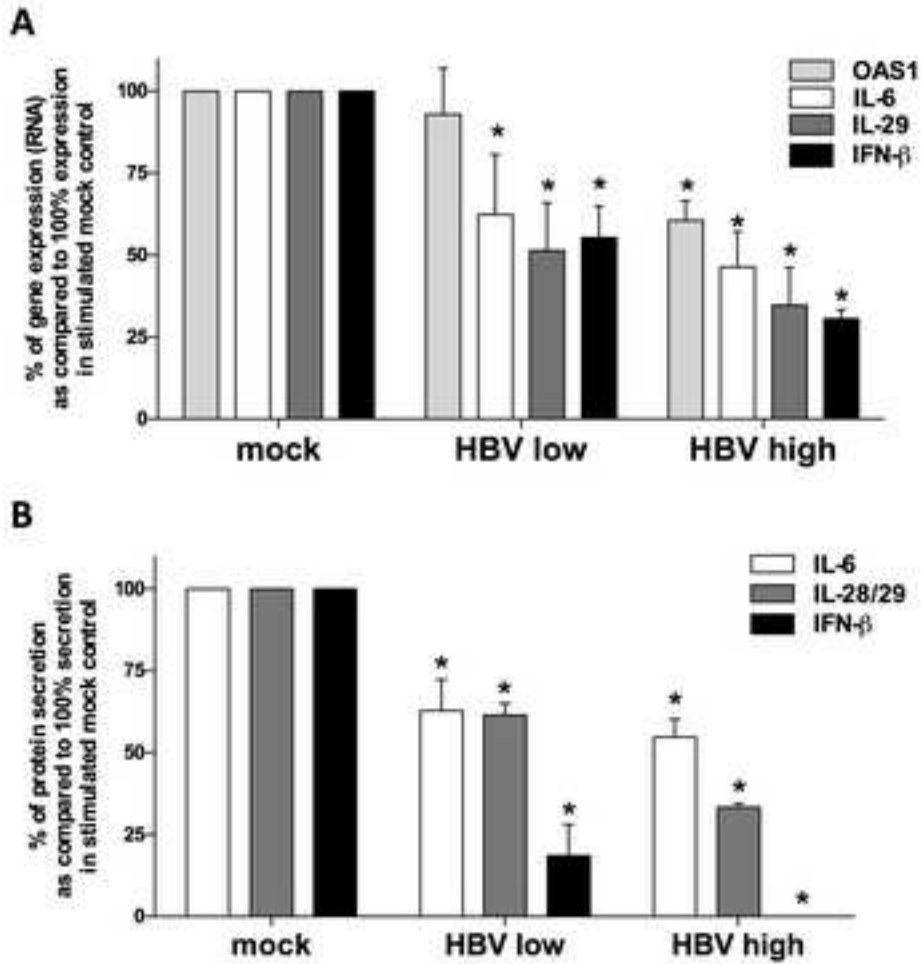 A
% of gene expression (RNA)
as compared to 100% expression
in stimulated mock control
100
75
50
25
0
*
*
*
*
*
*
*
OAS1
IL-6
IL-29
IFN-β
mock
HBV low
HBV high
B
% of protein secretion
as compared to 100% secretion
in stimulated mock control
100
75
50
25
0
*
*
*
*
*
*
IL-6
IL-28/29
IFN-β
mock
HBV low
HBV high